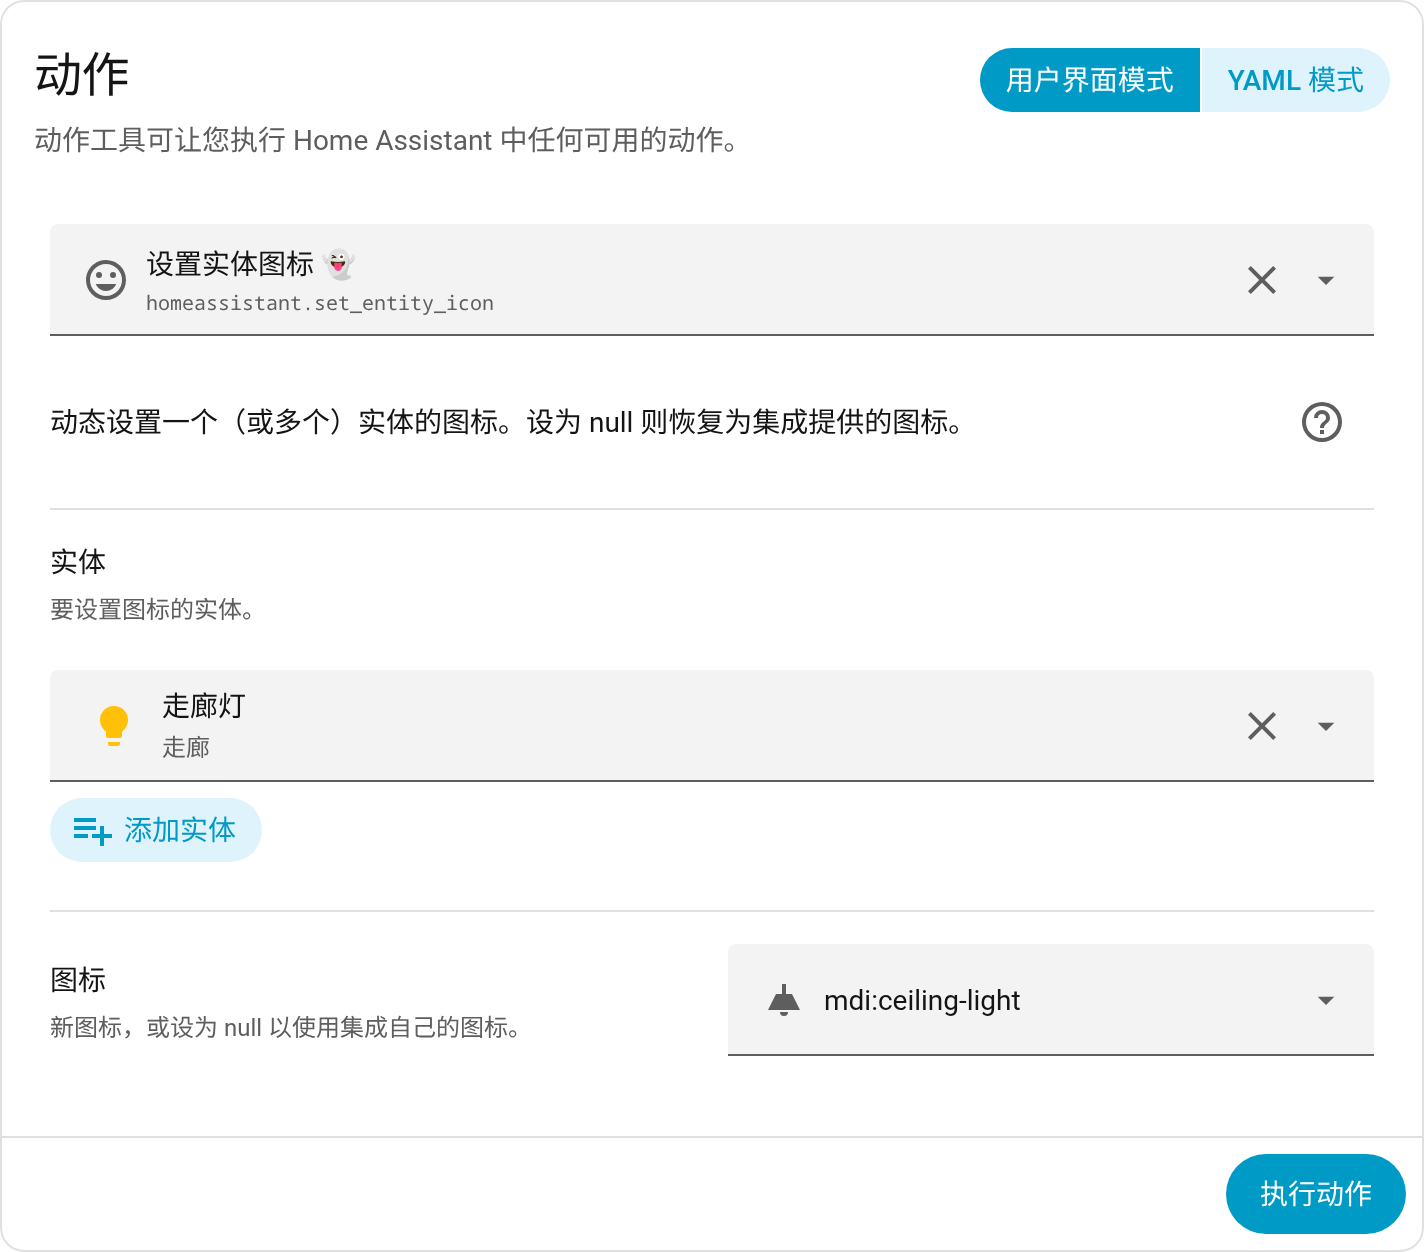 动作
用户界面模式
YAML 模式
动作工具可让您执行 Home Assistant 中任何可用的动作。
设置实体图标 👻
homeassistant.set_entity_icon
动态设置一个（或多个）实体的图标。设为 null 则恢复为集成提供的图标。
实体
要设置图标的实体。
走廊灯
走廊
添加实体
图标
新图标，或设为 null 以使用集成自己的图标。
mdi:ceiling-light
执行动作